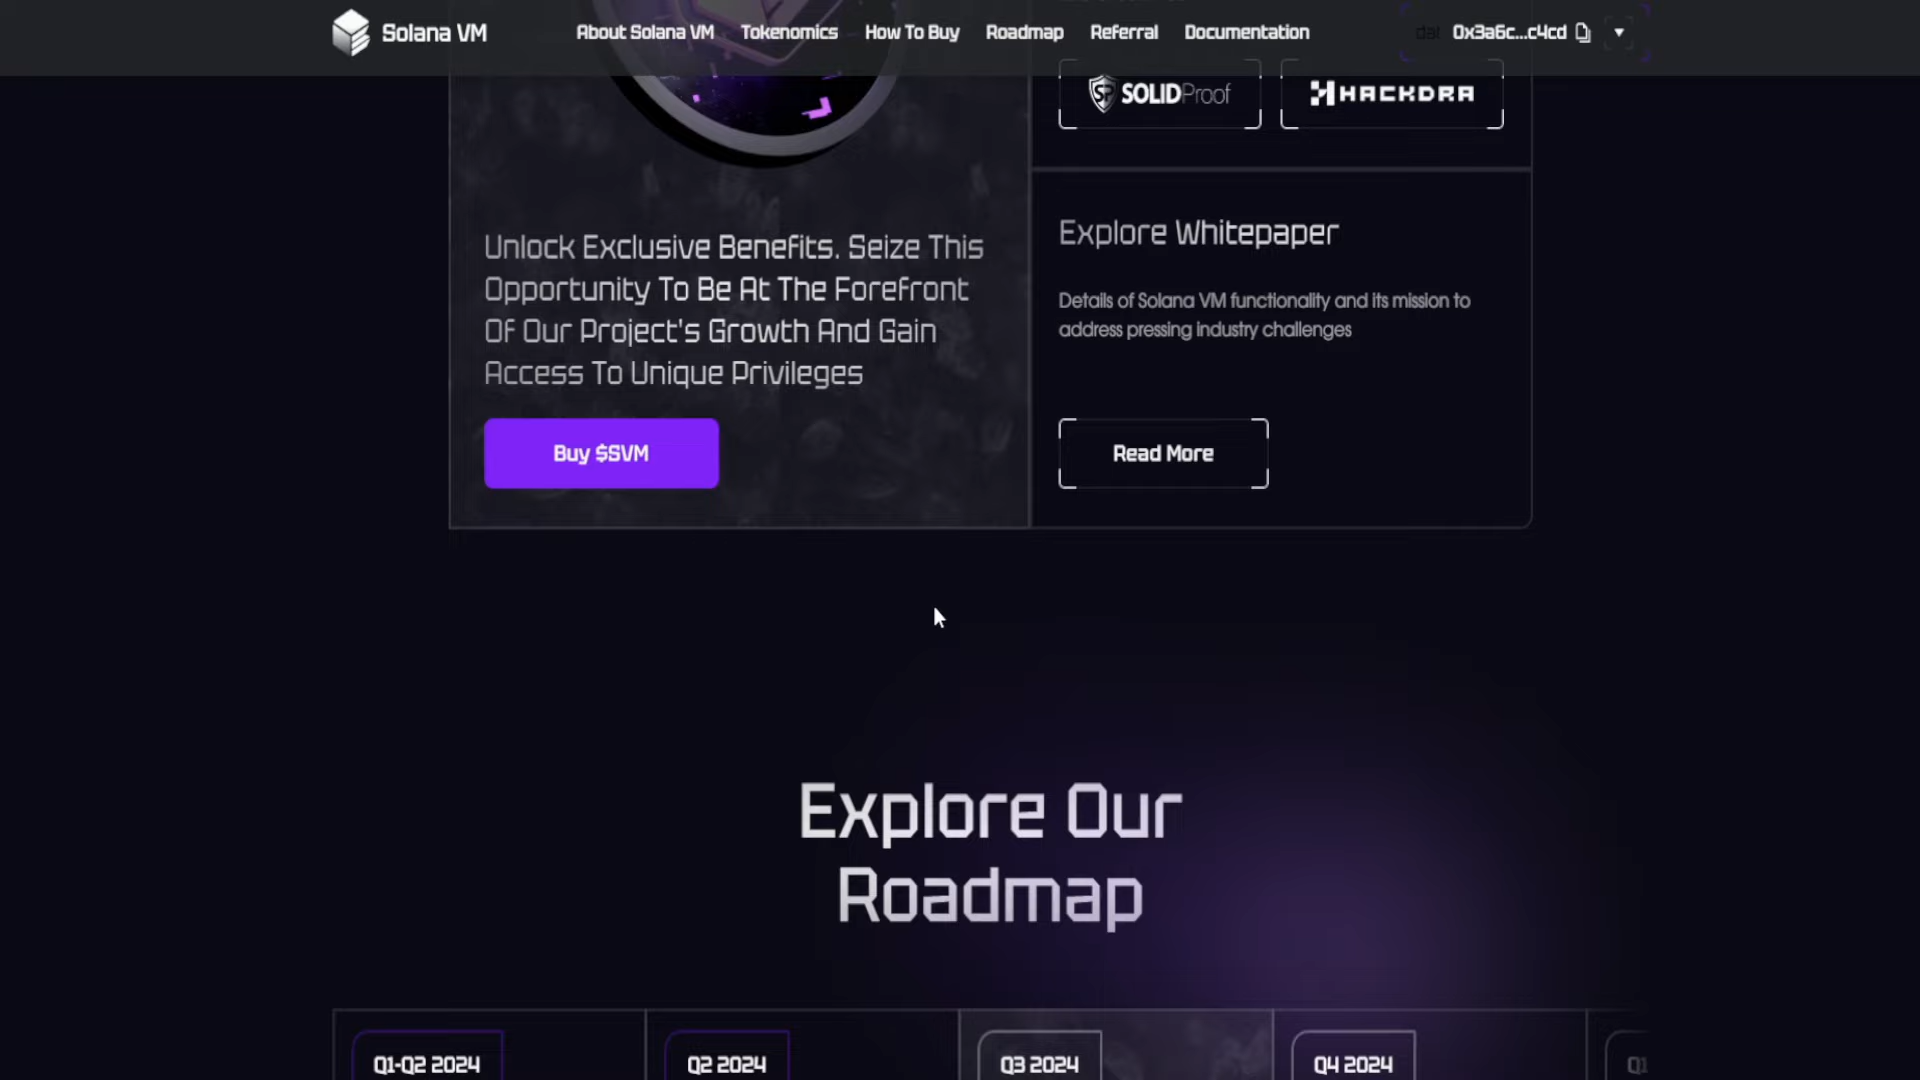 Solana VM
About Solana VM Tokenomics How To Buy Roadmap Referral Documentation
0x3a6c...c4cd
SOLIDProof
HACKDRA
Unlock Exclusive Benefits. Seize This
Opportunity To Be At The Forefront
Of Our Project's Growth And Gain
Access To Unique Privileges
Buy $SVM
Explore Whitepaper
Details of Solana VM functionality and its mission to
address pressing industry challenges
Read More
Explore Our
Roadmap
Q1-Q2 2024
Q2 2024
Q3 2024
Q4 2024